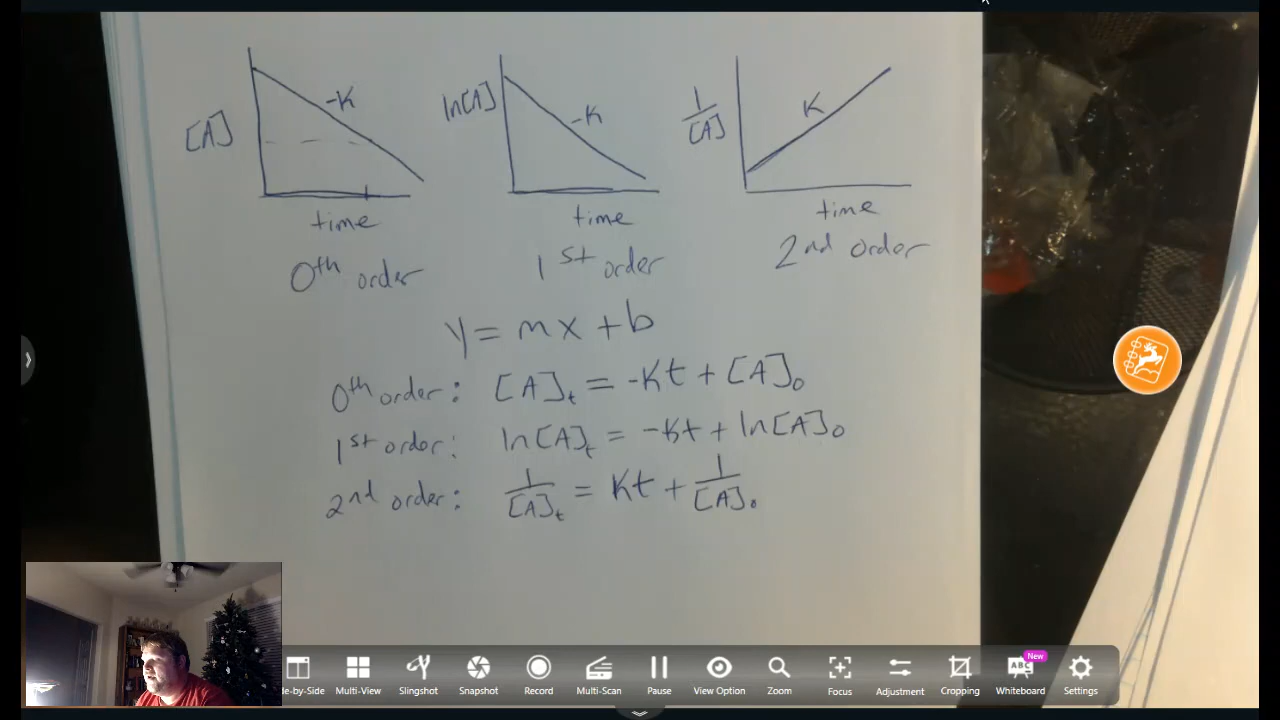 [A] -K ln[A] -K 1/[A] K
time time time
0th order 1st order 2nd order
y = mx + b
0th order: [A]t = -Kt + [A]0
1st order: ln[A]t = -Kt + ln[A]0
2nd order: 1/[A]t = Kt + 1/[A]0
New
ABC
de-by-Side Multi-View Slingshot Snapshot Record Multi-Scan Pause View Option Zoom Focus Adjustment Cropping Whiteboard Settings